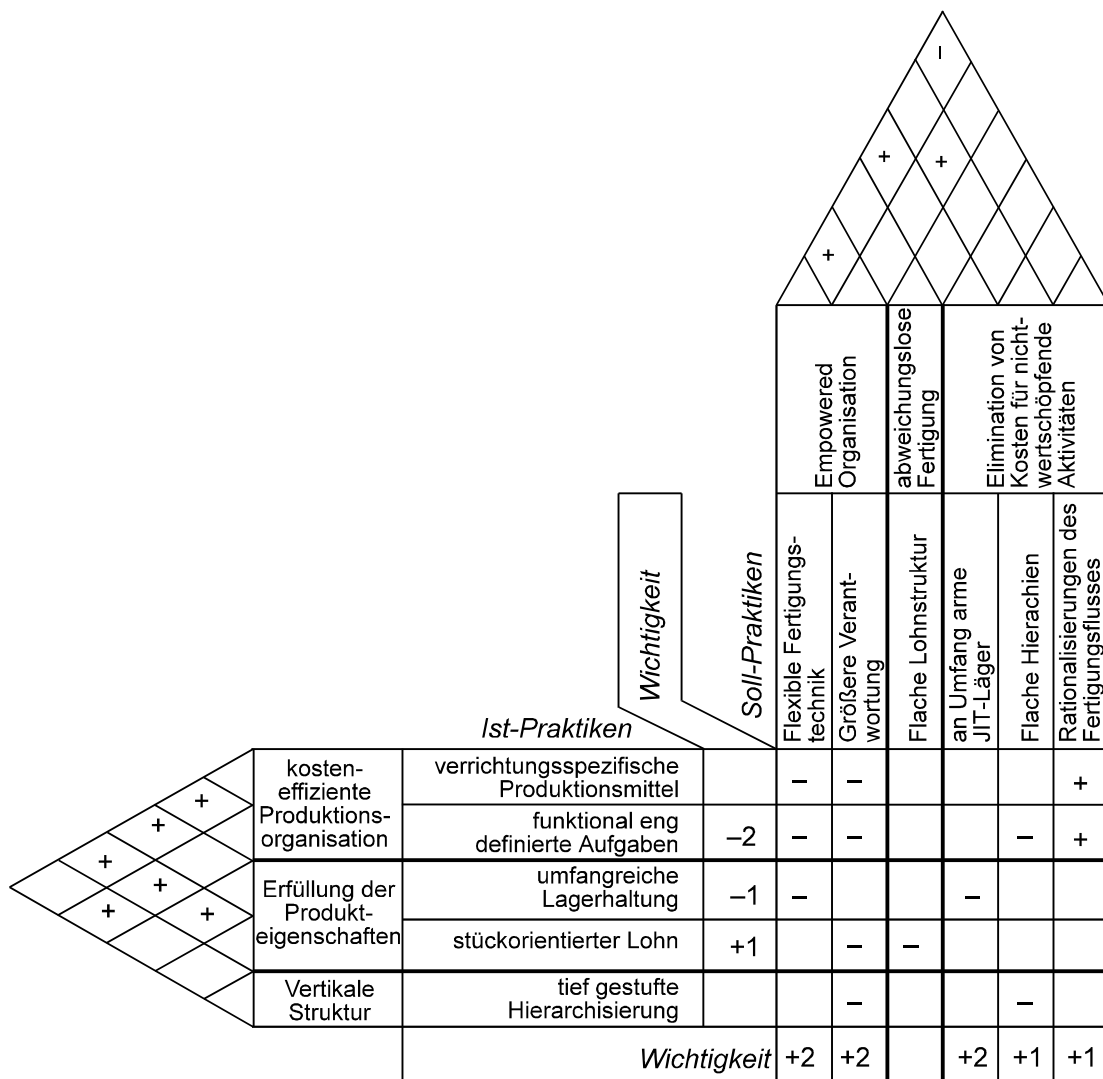 –
+ +
+
Empowered
Organisation
abweichungslose
Fertigung
Elimination von
Kosten für nicht-
wertschöpfende
Aktivitäten
Wichtigkeit
Soll-Praktiken
Flexible Fertigungs-
technik
Größere Verant-
wortung
Flache Lohnstruktur
an Umfang arme
JIT-Läger
Flache Hierachien
Rationalisierungen des
Fertigungsflusses
Ist-Praktiken
+
+
+
+
+
+
kosten-
effiziente
Produktions-
organisation
verrichtungsspezifische
Produktionsmittel
– – +
funktional eng
definierte Aufgaben
–2 – – – +
Erfüllung der
Produkt-
eigenschaften
umfangreiche
Lagerhaltung
–1 – –
stückorientierter Lohn +1 – –
Vertikale
Struktur
tief gestufte
Hierarchisierung
– –
Wichtigkeit +2 +2 +2 +1 +1